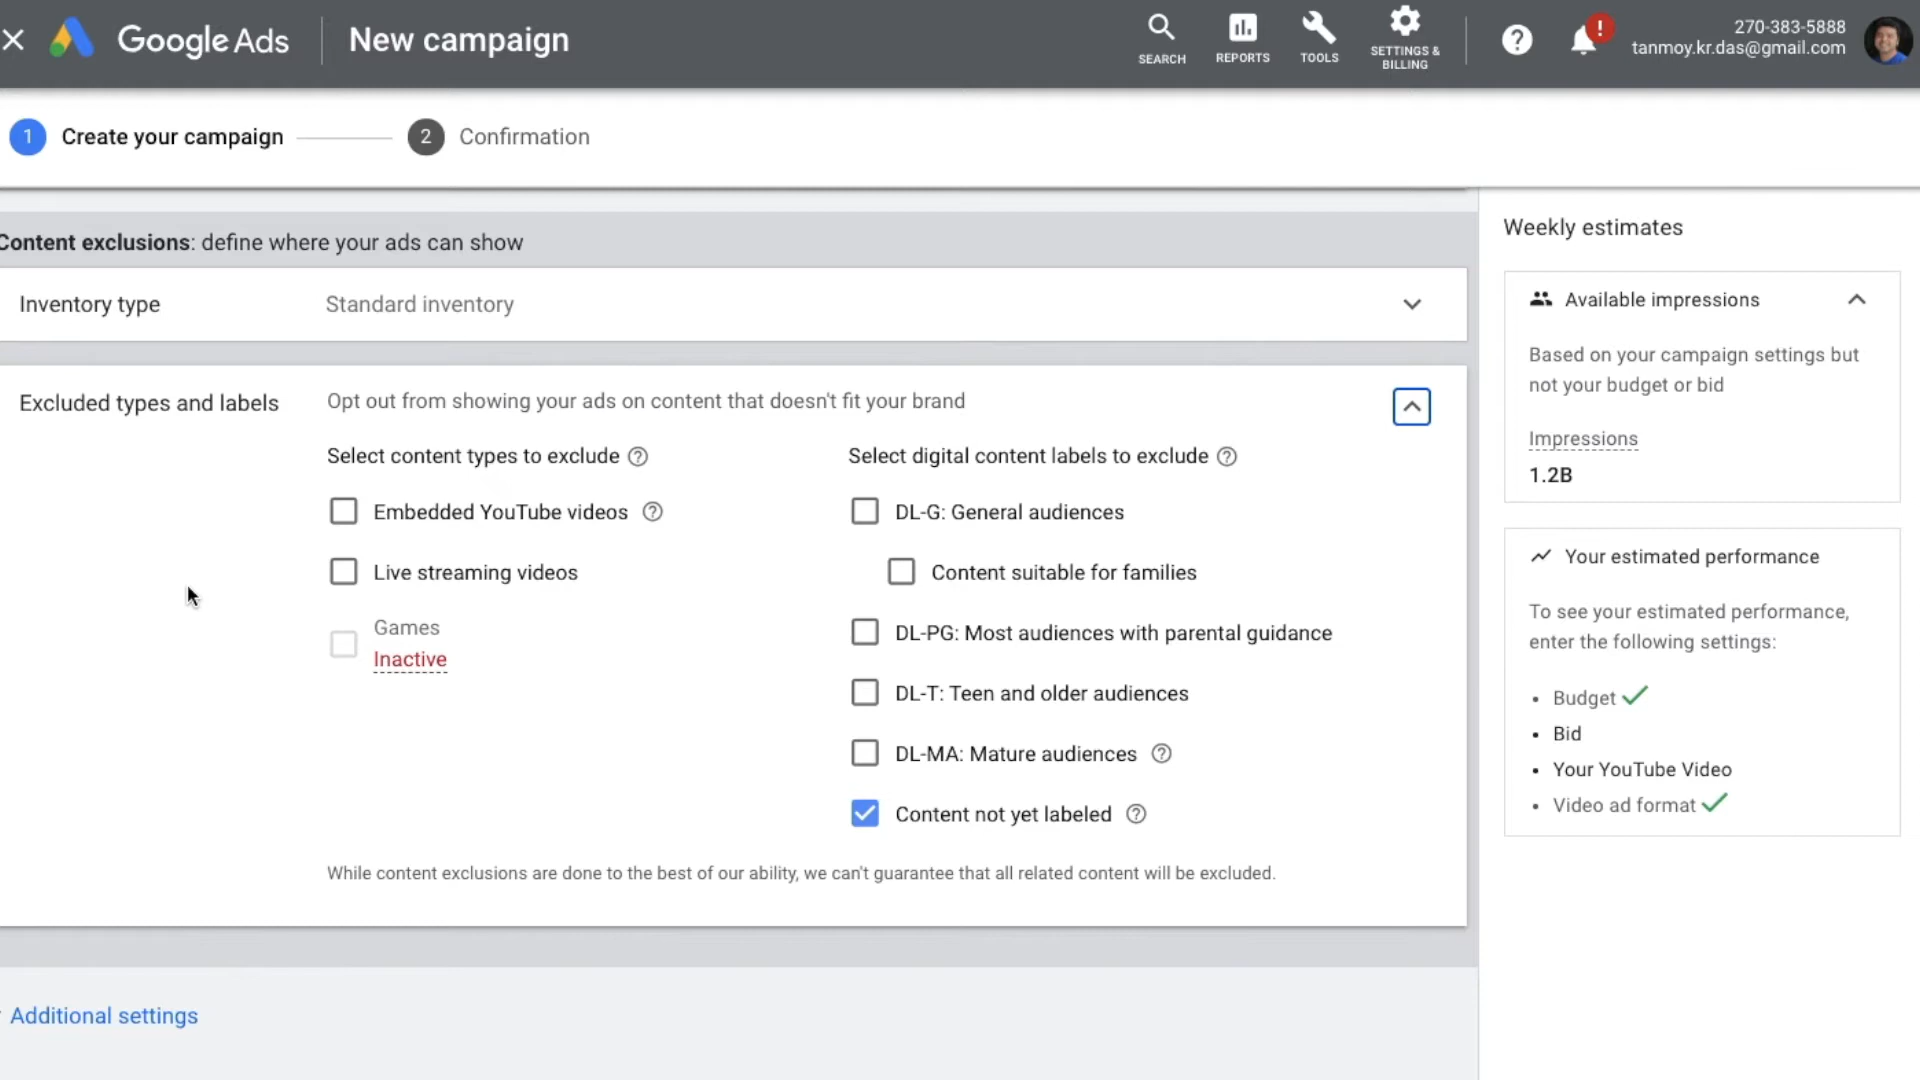 Google Ads
New campaign
SEARCH
REPORTS
TOOLS
SETTINGS &
BILLING
!
270-383-5888
tanmoy.kr.das@gmail.com
1
Create your campaign
2
Confirmation
Content exclusions: define where your ads can show
Inventory type
Standard inventory
Excluded types and labels
Opt out from showing your ads on content that doesn't fit your brand
Select content types to exclude
Embedded YouTube videos
Live streaming videos
Games
Inactive
Select digital content labels to exclude
DL-G: General audiences
Content suitable for families
DL-PG: Most audiences with parental guidance
DL-T: Teen and older audiences
DL-MA: Mature audiences
Content not yet labeled
While content exclusions are done to the best of our ability, we can't guarantee that all related content will be excluded.
Additional settings
Weekly estimates
Available impressions
Based on your campaign settings but
not your budget or bid
Impressions
1.2B
Your estimated performance
To see your estimated performance,
enter the following settings:
• Budget
• Bid
• Your YouTube Video
• Video ad format